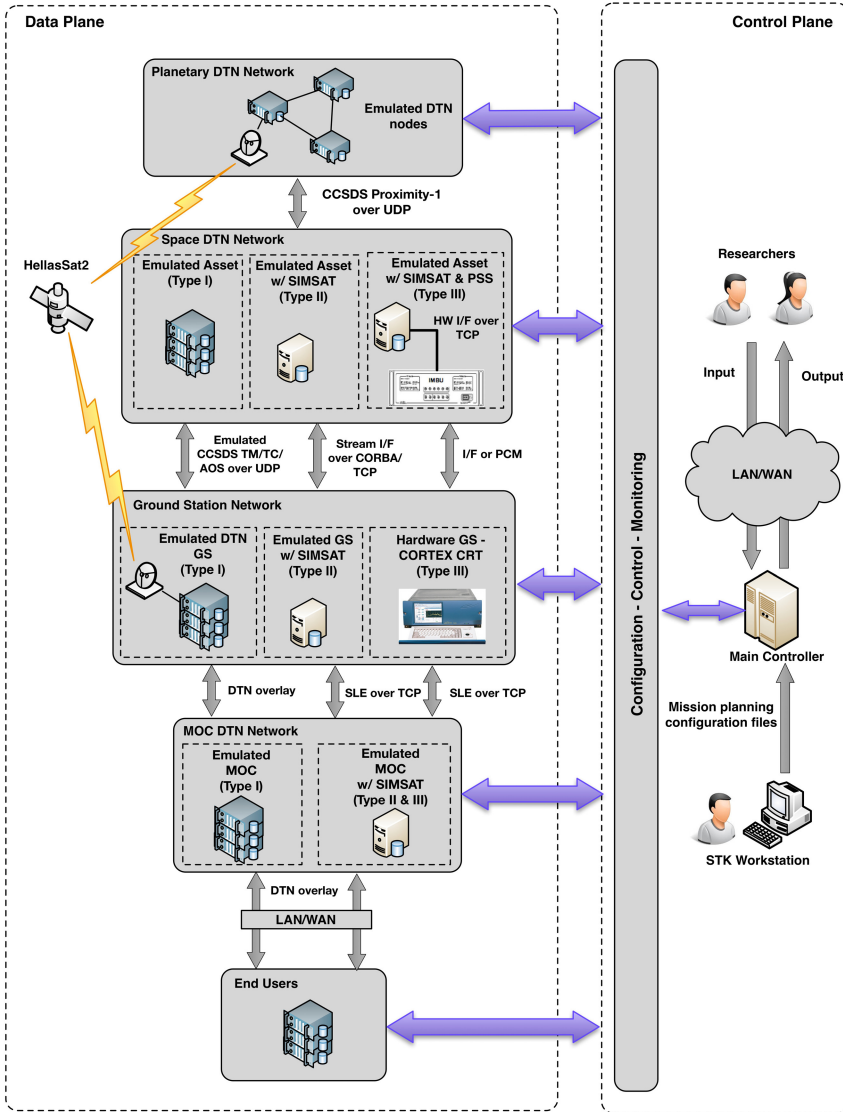 Data Plane
Control Plane
Planetary DTN Network
Emulated DTN
nodes
CCSDS Proximity-1
over UDP
HellasSat2
Space DTN Network
Emulated Asset
(Type I)
Emulated Asset
w/ SIMSAT
(Type II)
Emulated Asset
w/ SIMSAT & PSS
(Type III)
HW I/F over
TCP
IMBU
Emulated
CCSDS TM/TC/
AOS over UDP
Stream I/F
over CORBA/
TCP
I/F or PCM
Ground Station Network
Emulated DTN
GS
(Type I)
Emulated GS
w/ SIMSAT
(Type II)
Hardware GS -
CORTEX CRT
(Type III)
DTN overlay
SLE over TCP
SLE over TCP
MOC DTN Network
Emulated
MOC
(Type I)
Emulated
MOC
w/ SIMSAT
(Type II & III)
DTN overlay
LAN/WAN
End Users
Configuration - Control - Monitoring
Researchers
Input
Output
LAN/WAN
Main Controller
Mission planning
configuration files
STK Workstation